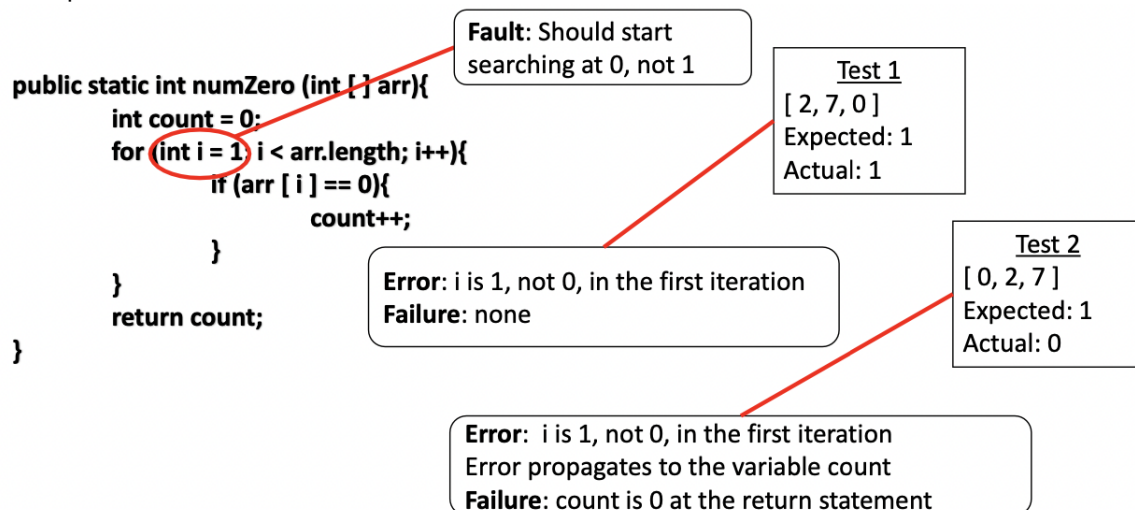 Fault: Should start
searching at 0, not 1
public static int numZero (int [ ] arr){
int count = 0;
for (int i = 1; i < arr.length; i++){
if (arr [ i ] == 0){
count++;
}
}
return count;
}
Test 1
[ 2, 7, 0 ]
Expected: 1
Actual: 1
Error: i is 1, not 0, in the first iteration
Failure: none
Test 2
[ 0, 2, 7 ]
Expected: 1
Actual: 0
Error: i is 1, not 0, in the first iteration
Error propagates to the variable count
Failure: count is 0 at the return statement